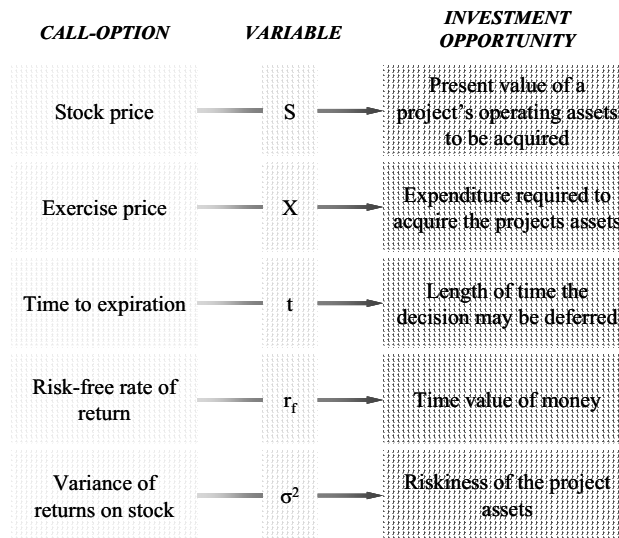 CALL-OPTION VARIABLE INVESTMENT
OPPORTUNITY
Stock price S Present value of a
project's operating assets
to be acquired
Exercise price X Expenditure required to
acquire the projects assets
Time to expiration t Length of time the
decision may be deferred
Risk-free rate of
return
r_f
Time value of money
Variance of
returns on stock
σ²
Riskiness of the project
assets